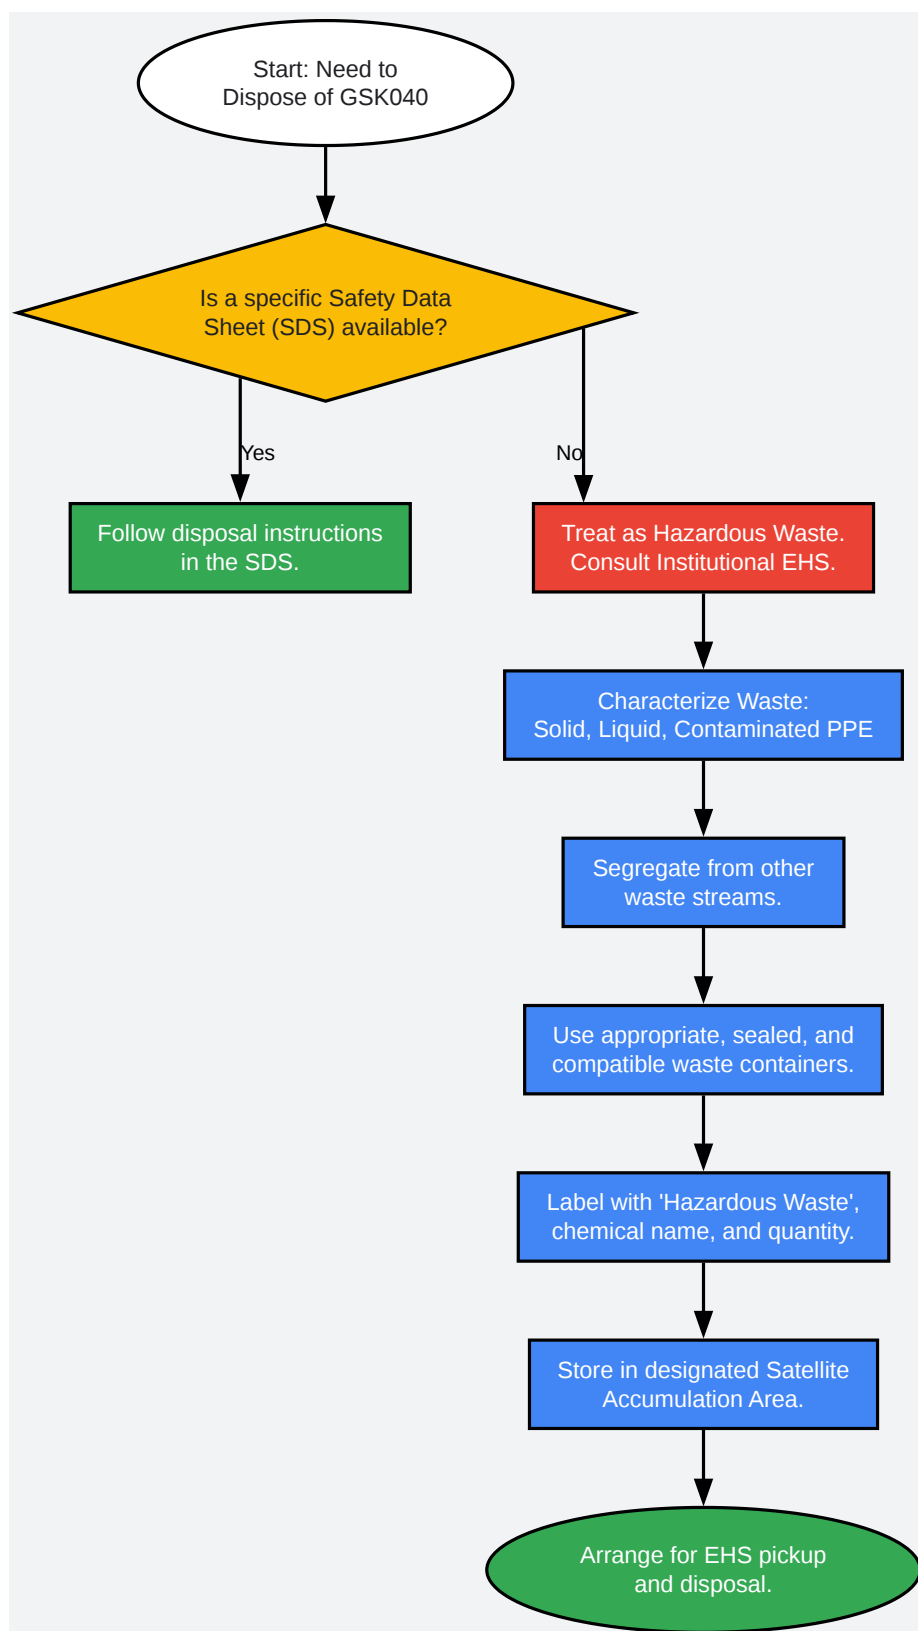 Start: Need to
Dispose of GSK040
Is a specific Safety Data
Sheet (SDS) available?
Yes
No
Follow disposal instructions
in the SDS.
Treat as Hazardous Waste.
Consult Institutional EHS.
Characterize Waste:
Solid, Liquid, Contaminated PPE
Segregate from other
waste streams.
Use appropriate, sealed, and
compatible waste containers.
Label with 'Hazardous Waste',
chemical name, and quantity.
Store in designated Satellite
Accumulation Area.
Arrange for EHS pickup
and disposal.